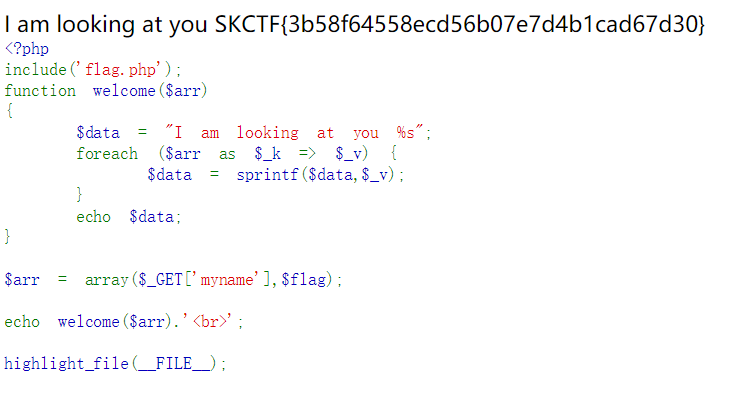 I am looking at you SKCTF{3b58f64558ecd56b07e7d4b1cad67d30}
<?php
include('flag.php');
function welcome($arr)
{
$data = "I am looking at you %s";
foreach ($arr as $_k => $_v) {
$data = sprintf($data,$_v);
}
echo $data;
}
$arr = array($_GET['myname'],$flag);
echo welcome($arr).'<br>';
highlight_file(__FILE__);